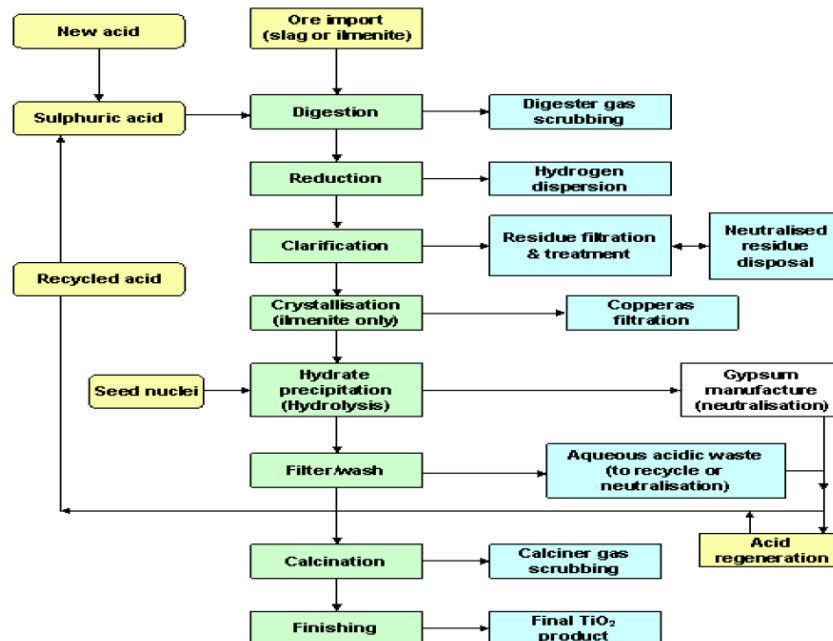 New acid
Ore import
(slag or ilmenite)
Sulphuric acid
Digestion
Digester gas
scrubbing
Reduction
Hydrogen
dispersion
Clarification
Residue filtration
& treatment
Neutralised
residue
disposal
Recycled acid
Crystallisation
(ilmenite only)
Copperas
filtration
Seed nuclei
Hydrate
precipitation
(Hydrolysis)
Gypsum
manufacture
(neutralisation)
Filter/wash
Aqueous acidic waste
(to recycle or
neutralisation)
Acid
regeneration
Calcination
Calciner gas
scrubbing
Finishing
Final TiO₂
product